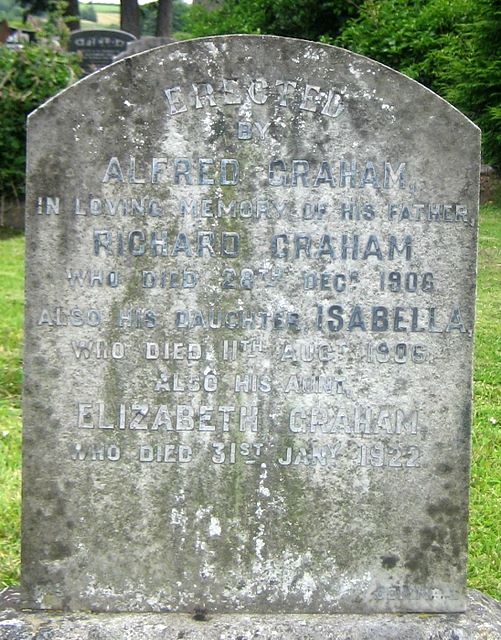 ERECTED
BY
ALFRED GRAHAM,
IN LOVING MEMORY OF HIS FATHER,
RICHARD GRAHAM
WHO DIED 28TH DECR 1906
ALSO HIS DAUGHTER, ISABELLA,
WHO DIED 11TH AUGT 1906.
ALSO HIS AUNT,
ELIZABETH GRAHAM,
WHO DIED 31ST JANY 1922